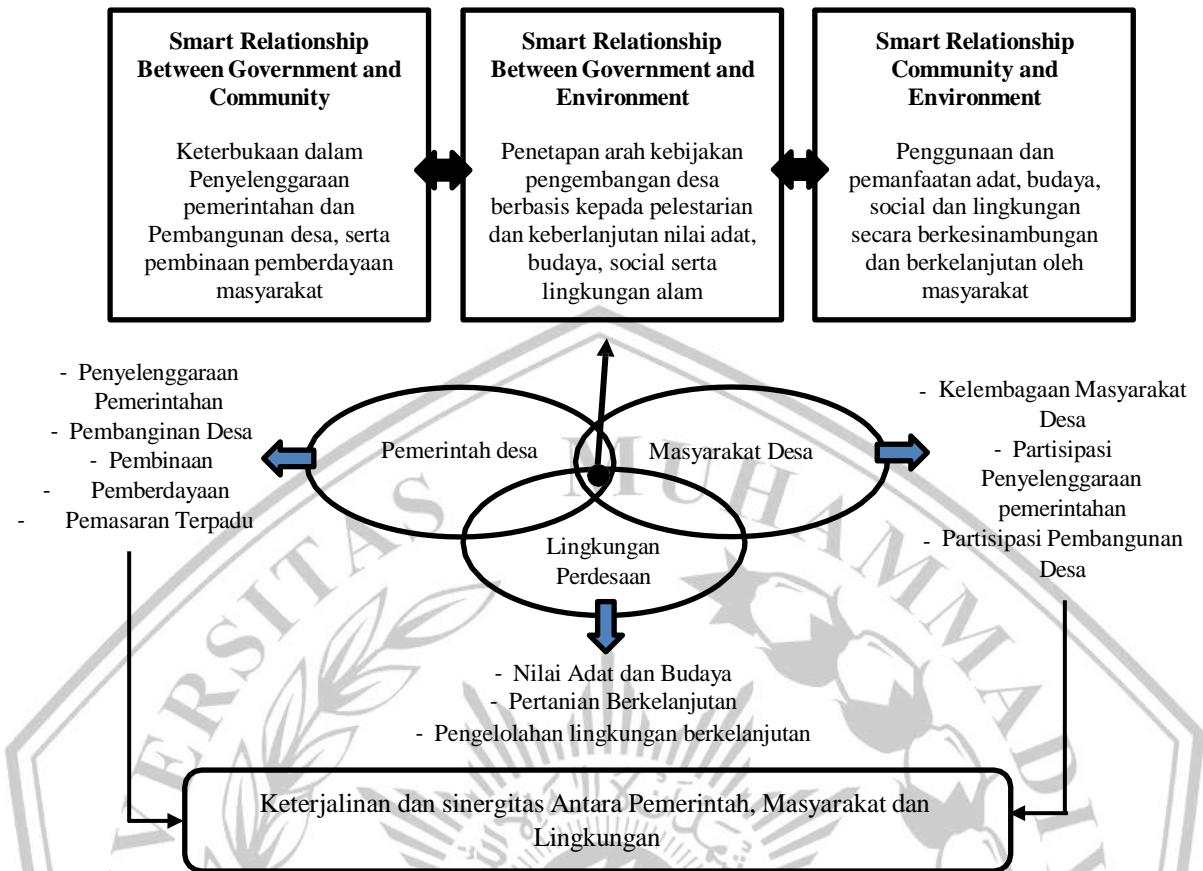 Smart Relationship
Between Government and
Community
Keterbukaan dalam
Penyelenggaraan
pemerintahan dan
Pembangunan desa, serta
pembinaan pemberdayaan
masyarakat
Smart Relationship
Between Government and
Environment
Penetapan arah kebijakan
pengembangan desa
berbasis kepada pelestarian
dan keberlanjutan nilai adat,
budaya, social serta
lingkungan alam
Smart Relationship
Community and
Environment
Penggunaan dan
pemanfaatan adat, budaya,
social dan lingkungan
secara berkesinambungan
dan berkelanjutan oleh
masyarakat
- Penyelenggaraan
Pemerintahan
- Pembanginan Desa
- Pembinaan
- Pemberdayaan
- Pemasaran Terpadu
Pemerintah desa
Masyarakat Desa
Lingkungan
Perdesaan
- Kelembagaan Masyarakat
Desa
- Partisipasi
Penyelenggaraan
pemerintahan
- Partisipasi Pembangunan
Desa
- Nilai Adat dan Budaya
- Pertanian Berkelanjutan
- Pengelolahan lingkungan berkelanjutan
Keterjalinan dan sinergitas Antara Pemerintah, Masyarakat dan
Lingkungan
VERSITAS MUHAMMADI